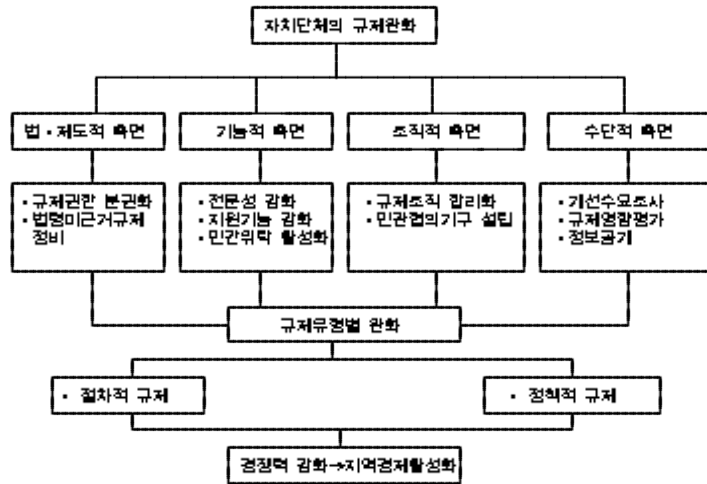 자치단체의 규제완화
법·제도적 측면
기능적 측면
조직적 측면
수단적 측면
· 규제권한 분권화
· 법령미근거규제
정비
· 전문성 강화
· 지원기능 강화
· 민간위탁 활성화
· 규제조직 합리화
· 민관협의기구 설립
· 개선수요조사
· 규제영향평가
· 정보공개
규제유형별 완화
· 절차적 규제
· 정책적 규제
경쟁력 강화→지역경제활성화